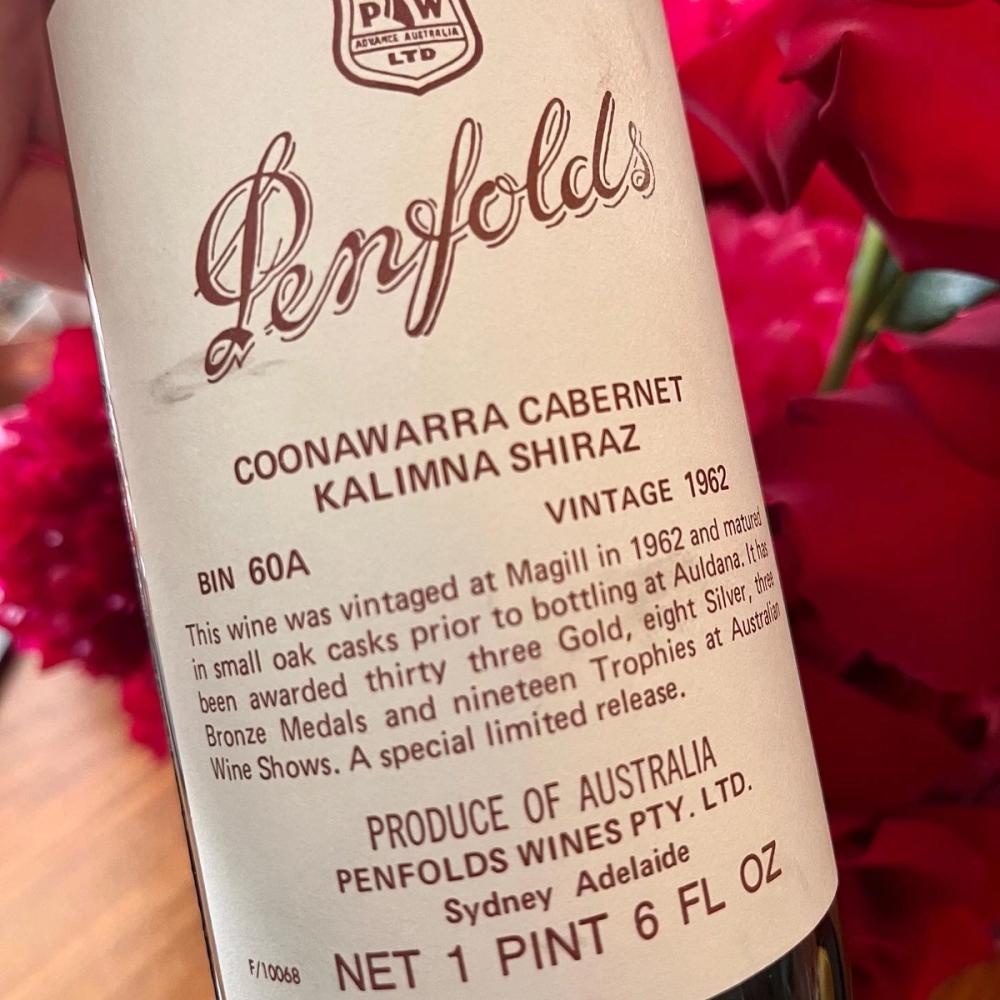 PAW
ADVANCE AUSTRALIA
LTD
Penfolds
COONAWARRA CABERNET
KALIMNA SHIRAZ
VINTAGE 1962
BIN 60A
This wine was vintaged at Magill in 1962 and matured
in small oak casks prior to bottling at Auldana. It has
been awarded thirty three Gold, eight Silver, three
Bronze Medals and nineteen Trophies at Australian
Wine Shows. A special limited release.
PRODUCE OF AUSTRALIA
PENFOLDS WINES PTY. LTD.
Sydney Adelaide
F/10068 NET 1 PINT 6 FL OZ